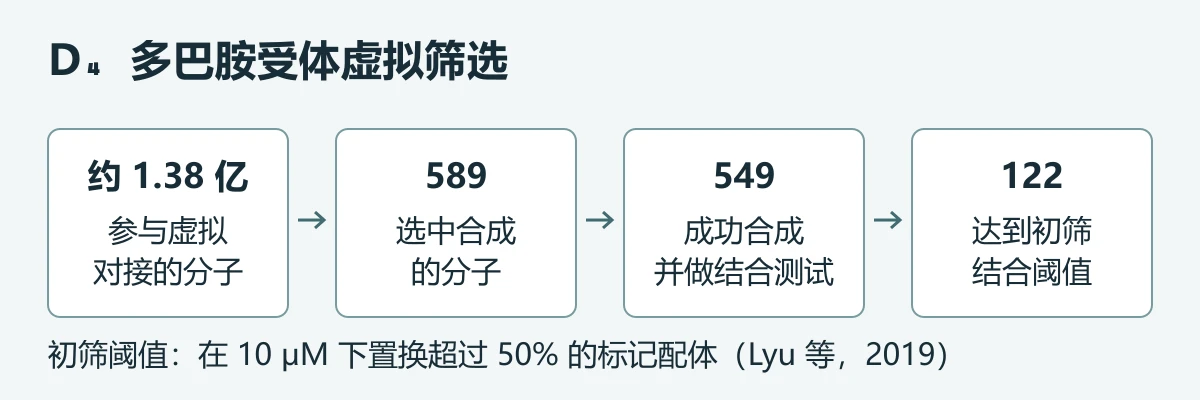 D₄ 多巴胺受体虚拟筛选
约 1.38 亿
参与虚拟
对接的分子
→
589
选中合成
的分子
→
549
成功合成
并做结合测试
→
122
达到初筛
结合阈值
初筛阈值：在 10 μM 下置换超过 50% 的标记配体（Lyu 等，2019）